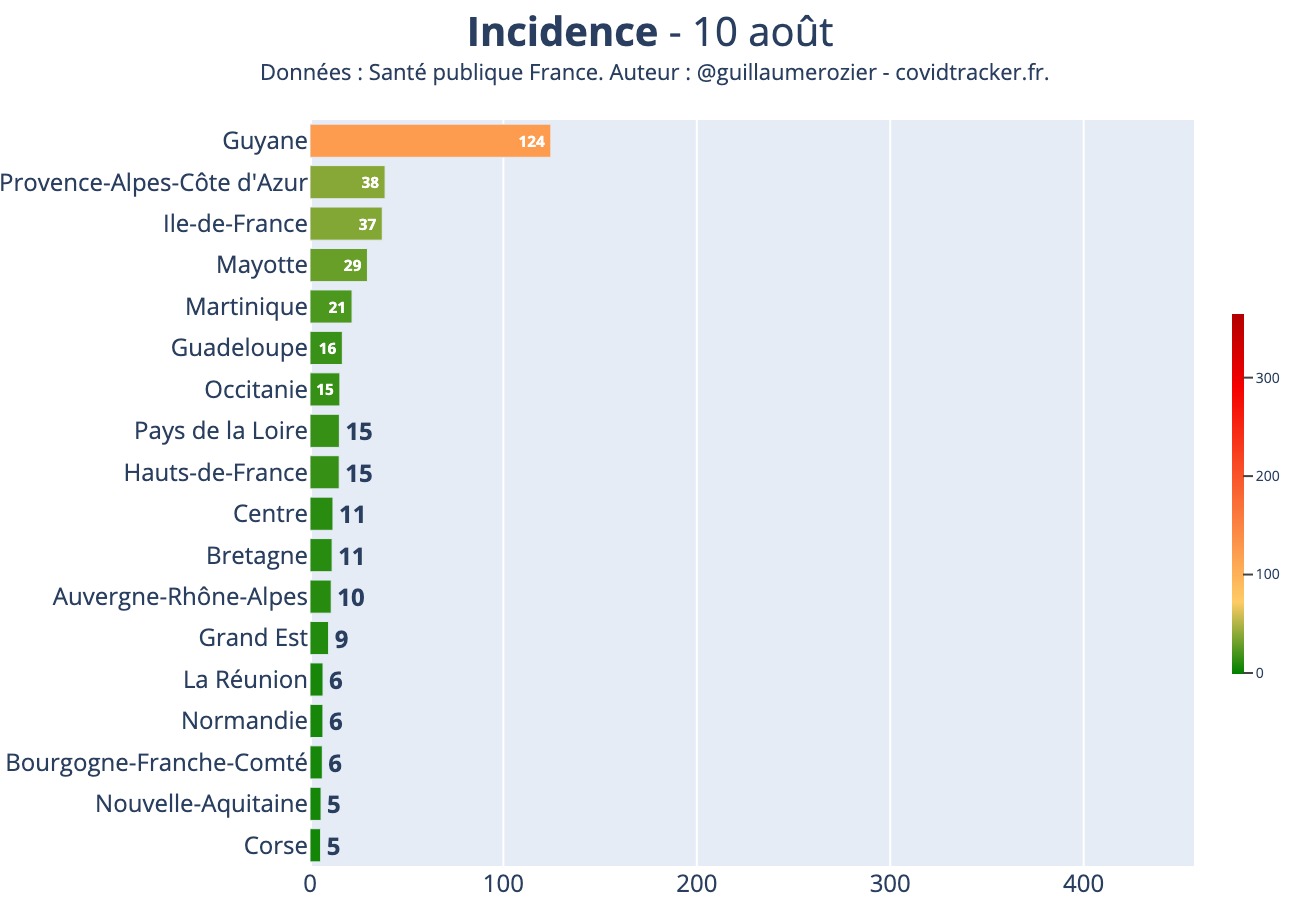 Incidence - 10 août
Données : Santé publique France. Auteur : @guillaumerozier - covidtracker.fr.
Guyane 124
Provence-Alpes-Côte d'Azur 38
Ile-de-France 37
Mayotte 29
Martinique 21
Guadeloupe 16
Occitanie 15
Pays de la Loire 15
Hauts-de-France 15
Centre 11
Bretagne 11
Auvergne-Rhône-Alpes 10
Grand Est 9
La Réunion 6
Normandie 6
Bourgogne-Franche-Comté 6
Nouvelle-Aquitaine 5
Corse 5
0 100 200 300 400
300
200
100
0